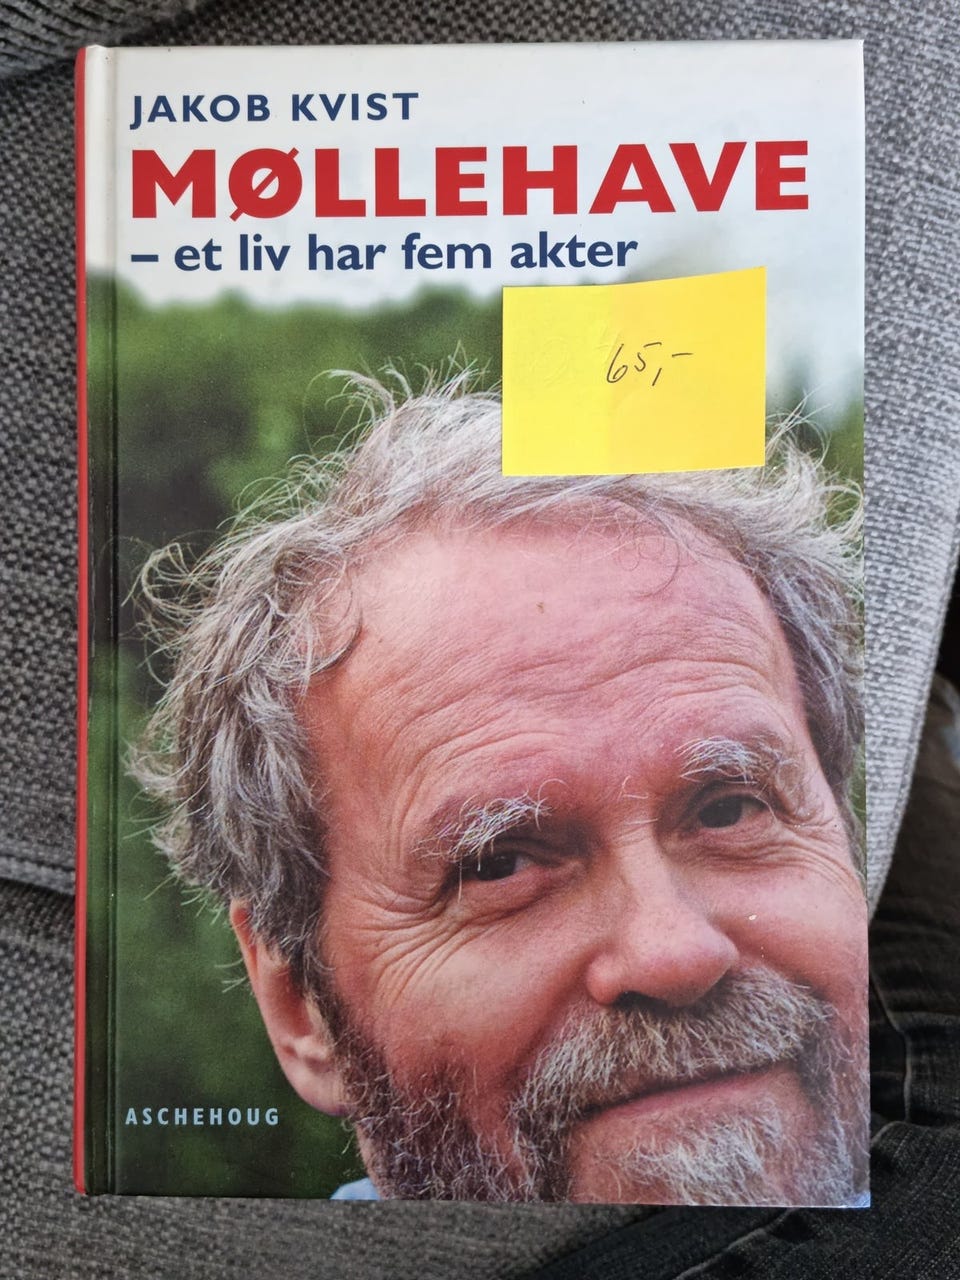 JAKOB KVIST
MØLLEHAVE
– et liv har fem akter
65,-
ASCHEHOUG